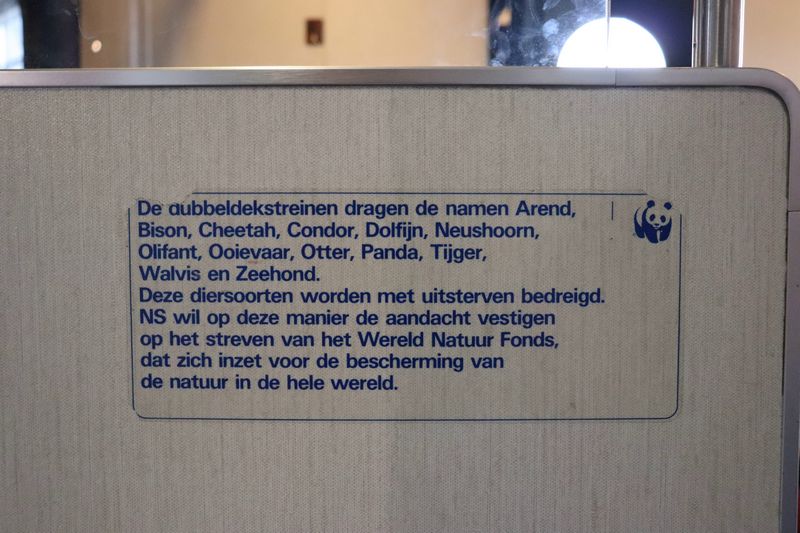 De dubbeldekstreinen dragen de namen Arend,
Bison, Cheetah, Condor, Dolfijn, Neushoorn,
Olifant, Ooievaar, Otter, Panda, Tijger,
Walvis en Zeehond.
Deze diersoorten worden met uitsterven bedreigd.
NS wil op deze manier de aandacht vestigen
op het streven van het Wereld Natuur Fonds,
dat zich inzet voor de bescherming van
de natuur in de hele wereld.